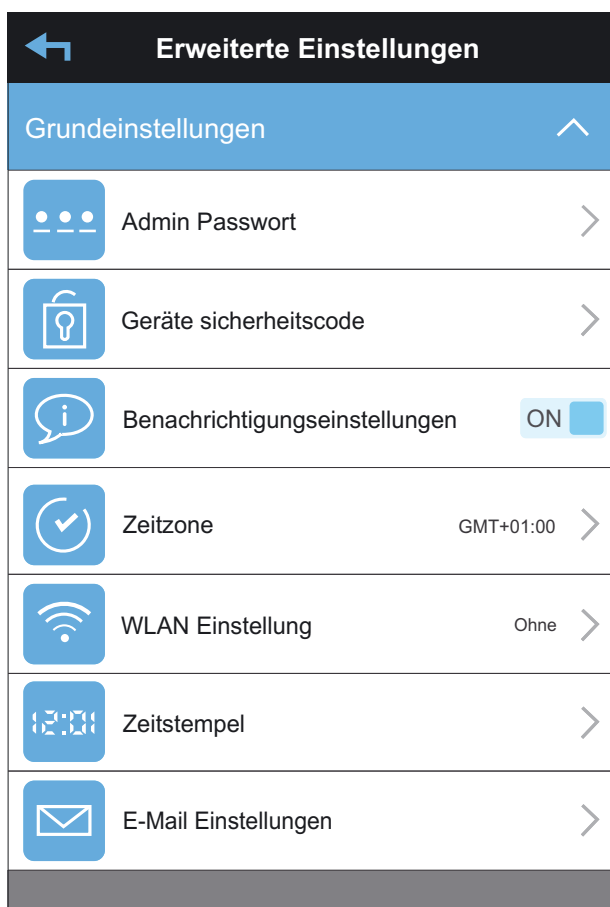 Erweiterte Einstellungen
Grundeinstellungen
Admin Passwort
Geräte sicherheitscode
Benachrichtigungseinstellungen ON
Zeitzone GMT+01:00
WLAN Einstellung Ohne
12:01 Zeitstempel
E-Mail Einstellungen